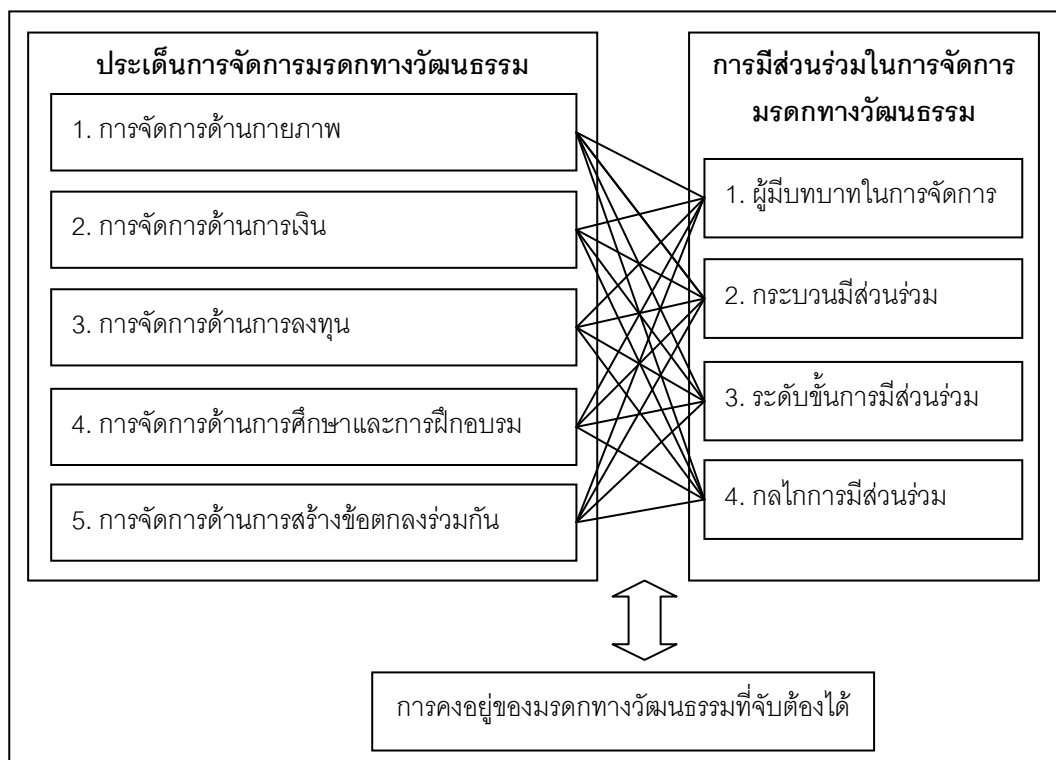 ประเด็นการจัดการมรดกทางวัฒนธรรม
1. การจัดการด้านกายภาพ
2. การจัดการด้านการเงิน
3. การจัดการด้านการลงทุน
4. การจัดการด้านการศึกษาและการฝึกอบรม
5. การจัดการด้านการสร้างข้อตกลงร่วมกัน
การมีส่วนร่วมในการจัดการ
มรดกทางวัฒนธรรม
1. ผู้มีบทบาทในการจัดการ
2. กระบวนมีส่วนร่วม
3. ระดับขั้นการมีส่วนร่วม
4. กลไกการมีส่วนร่วม
การคงอยู่ของมรดกทางวัฒนธรรมที่จับต้องได้